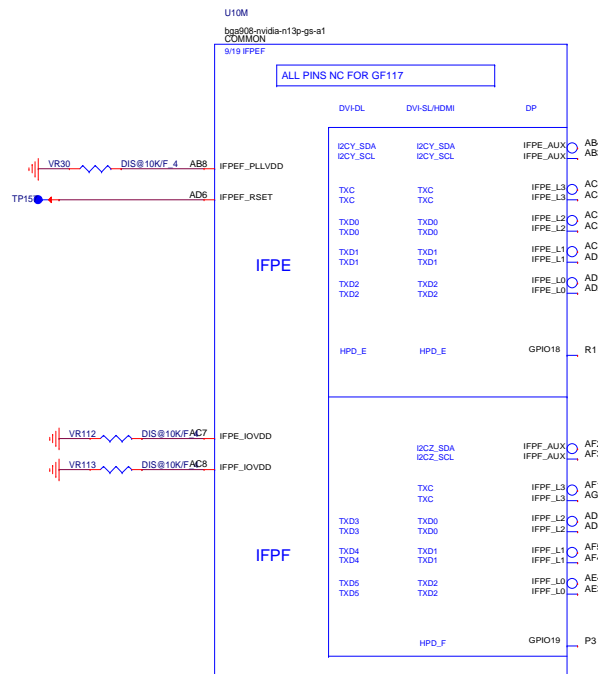 U10M
bga908-nvidia-n13p-gs-a1
COMMON
9/19 IFPEF
ALL PINS NC FOR GF117
DVI-DL DVI-SL/HDMI DP
I2CY_SDA I2CY_SDA IFPE_AUX
I2CY_SCL I2CY_SCL IFPE_AUX
VR30 DIS@10K/F_4 AB8 IFPEF_PLLVDD
TXC TXC IFPE_L3
TXC TXC IFPE_L3
AD6 IFPEF_RSET
TXD0 TXD0 IFPE_L2
TXD0 TXD0 IFPE_L2
TXD1 TXD1 IFPE_L1
TXD1 TXD1 IFPE_L1
IFPE
TXD2 TXD2 IFPE_L0
TXD2 TXD2 IFPE_L0
HPD_E HPD_E GPIO18 R1
VR112 AC7 IFPE_IOVDD
I2CZ_SDA IFPF_AUX
I2CZ_SCL IFPF_AUX
VR113 AC8 IFPF_IOVDD
TXC IFPF_L3
TXC IFPF_L3
TXD3 TXD0 IFPF_L2
TXD3 TXD0 IFPF_L2
IFPF
TXD4 TXD1 IFPF_L1
TXD4 TXD1 IFPF_L1
TXD5 TXD2 IFPF_L0
TXD5 TXD2 IFPF_L0
HPD_F GPIO19 P3